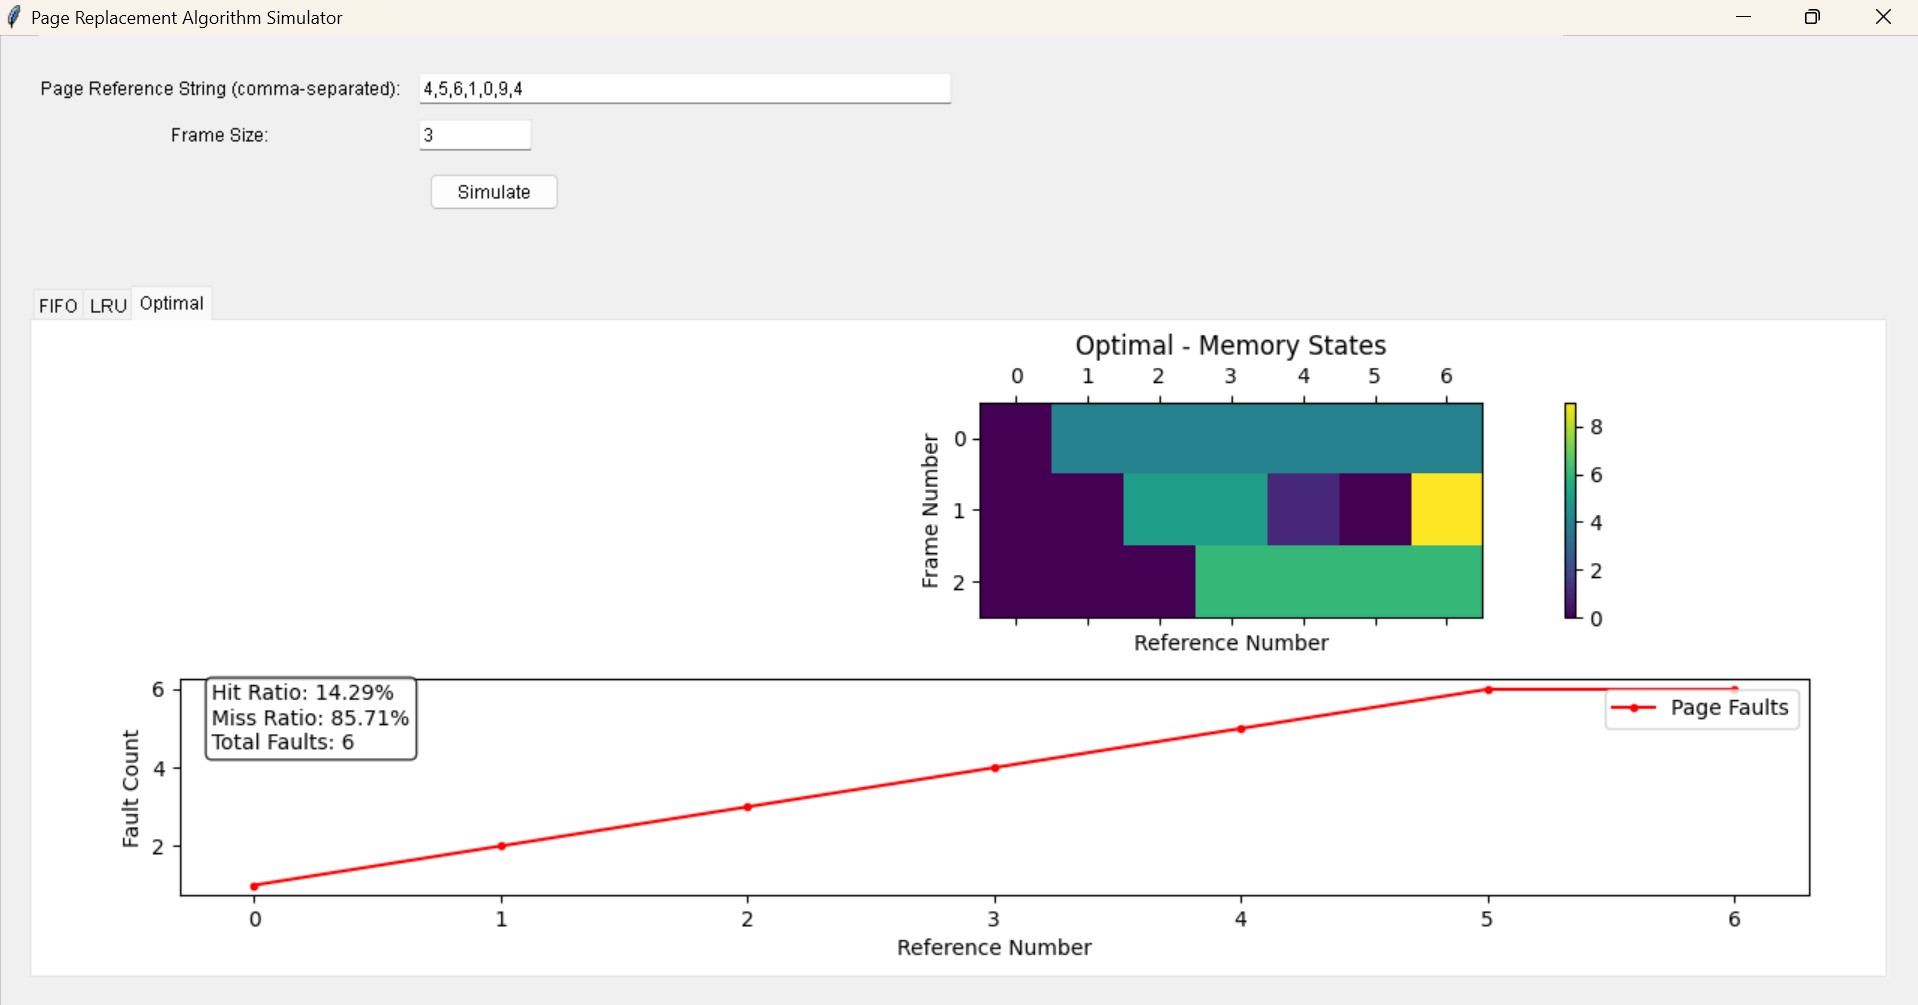 Page Replacement Algorithm Simulator
Page Reference String (comma-separated): 4,5,6,1,0,9,4
Frame Size: 3
Simulate
FIFO LRU Optimal
Optimal - Memory States
0 1 2 3 4 5 6
Frame Number
0
1
2
Reference Number
8
6
4
2
0
Hit Ratio: 14.29%
Miss Ratio: 85.71%
Total Faults: 6
Page Faults
Fault Count
6
4
2
0 1 2 3 4 5 6
Reference Number